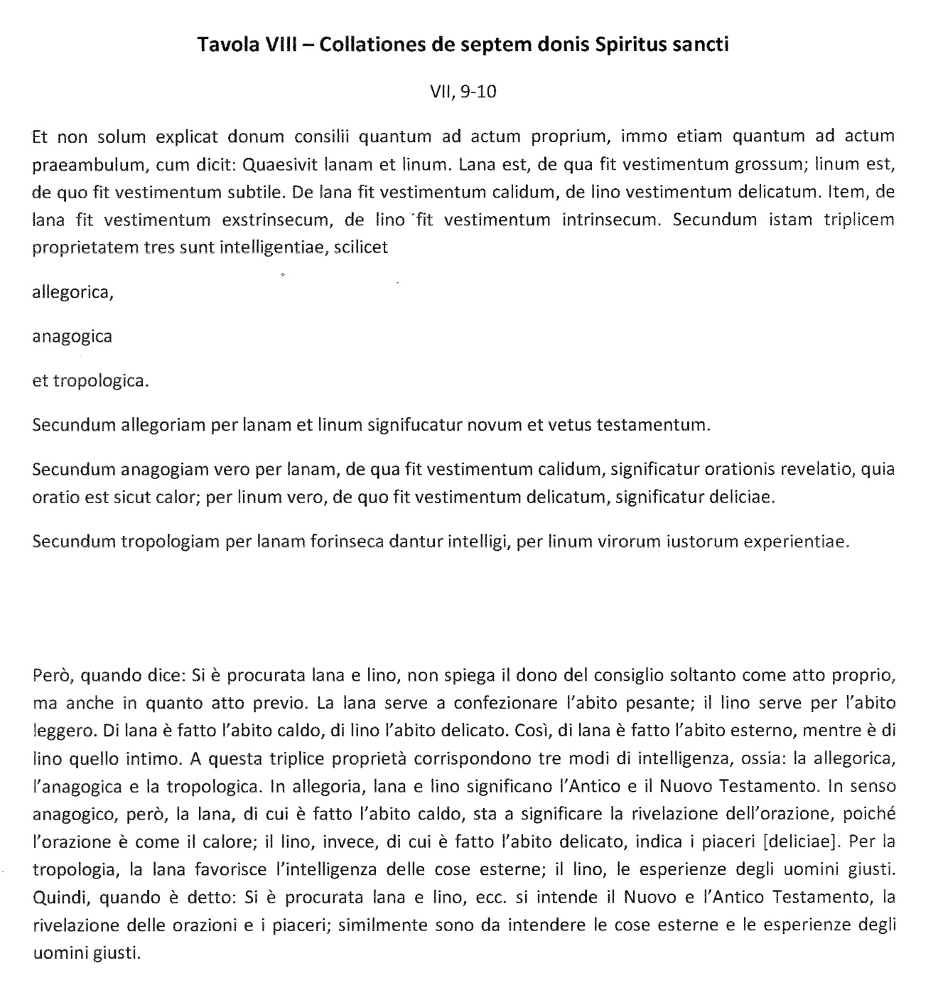 Tavola VIII – Collationes de septem donis Spiritus sancti
VII, 9-10
Et non solum explicat donum consilii quantum ad actum proprium, immo etiam quantum ad actum
praeambulum, cum dicit: Quaesivit lanam et linum. Lana est, de qua fit vestimentum grossum; linum est,
de quo fit vestimentum subtile. De lana fit vestimentum calidum, de lino vestimentum delicatum. Item, de
lana fit vestimentum exstrinsecum, de lino fit vestimentum intrinsecum. Secundum istam triplicem
proprietatem tres sunt intelligentiae, scilicet
allegorica,
anagogica
et tropologica.
Secundum allegoriam per lanam et linum signifucatur novum et vetus testamentum.
Secundum anagogiam vero per lanam, de qua fit vestimentum calidum, significatur orationis revelatio, quia
oratio est sicut calor; per linum vero, de quo fit vestimentum delicatum, significatur deliciae.
Secundum tropologiam per lanam forinseca dantur intelligi, per linum virorum iustorum experientiae.
Però, quando dice: Si è procurata lana e lino, non spiega il dono del consiglio soltanto come atto proprio,
ma anche in quanto atto previo. La lana serve a confezionare l'abito pesante; il lino serve per l'abito
leggero. Di lana è fatto l'abito caldo, di lino l'abito delicato. Così, di lana è fatto l'abito esterno, mentre è di
lino quello intimo. A questa triplice proprietà corrispondono tre modi di intelligenza, ossia: la allegorica,
l'anagogica e la tropologica. In allegoria, lana e lino significano l'Antico e il Nuovo Testamento. In senso
anagogico, però, la lana, di cui è fatto l'abito caldo, sta a significare la rivelazione dell'orazione, poiché
l'orazione è come il calore; il lino, invece, di cui è fatto l'abito delicato, indica i piaceri [deliciae]. Per la
tropologia, la lana favorisce l'intelligenza delle cose esterne; il lino, le esperienze degli uomini giusti.
Quindi, quando è detto: Si è procurata lana e lino, ecc. si intende il Nuovo e l'Antico Testamento, la
rivelazione delle orazioni e i piaceri; similmente sono da intendere le cose esterne e le esperienze degli
uomini giusti.